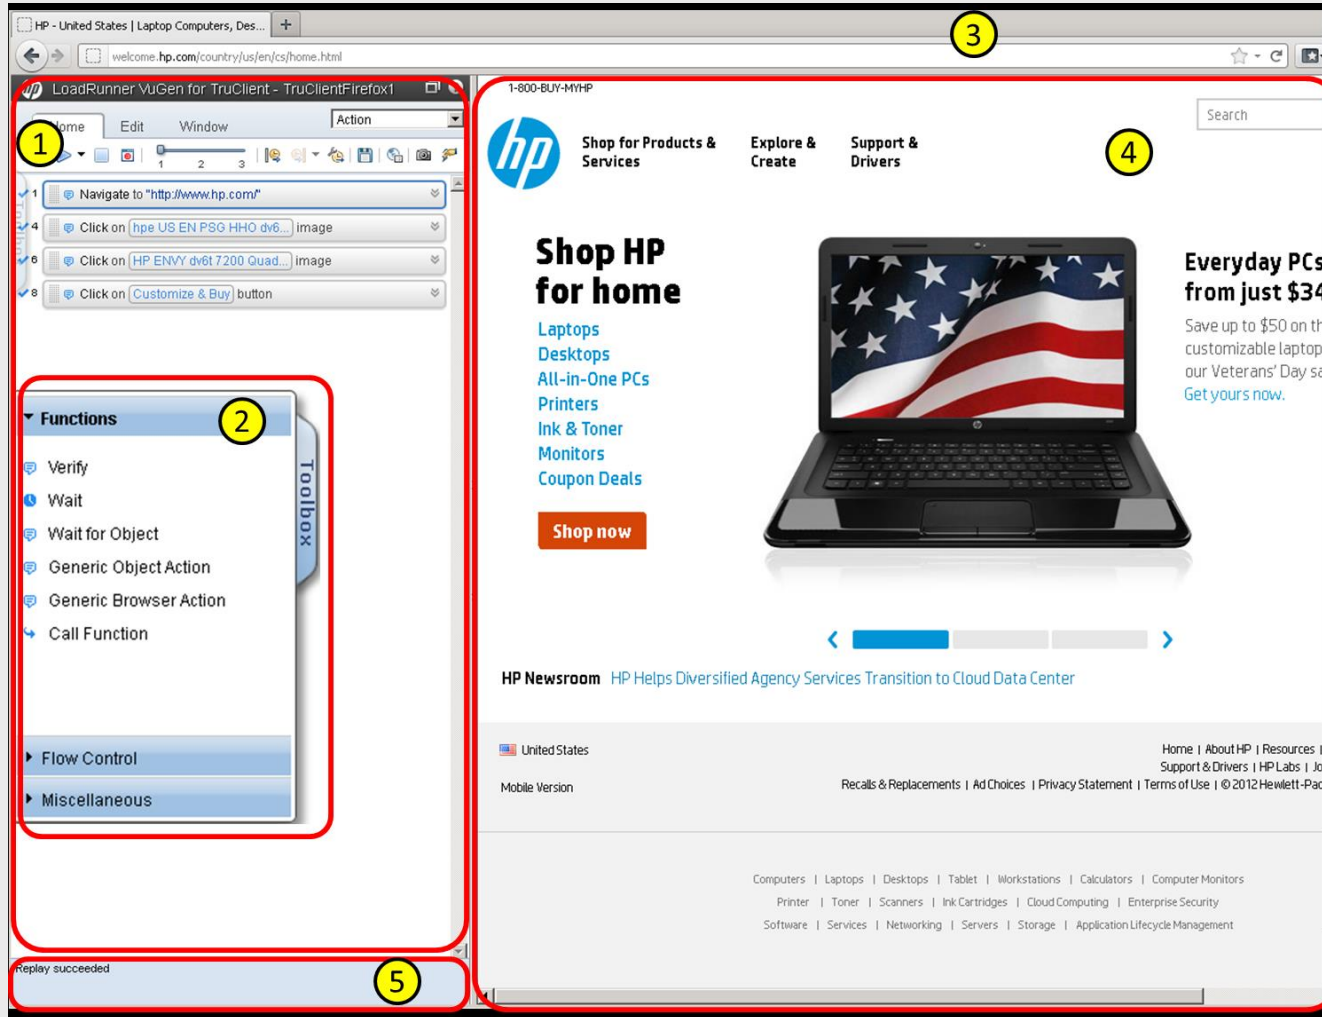 HP - United States | Laptop Computers, Des...
3
welcome.hp.com/country/us/en/cs/home.html
LoadRunner VuGen for TruClient - TruClientFirefox1
Home Edit Window Action
1
1 2 3
1 Navigate to "http://www.hp.com/"
4 Click on hpe US EN PSG HHO dv6... image
6 Click on HP ENVY dv6t 7200 Quad... image
8 Click on Customize & Buy button
Functions
2
Toolbox
Verify
Wait
Wait for Object
Generic Object Action
Generic Browser Action
Call Function
Flow Control
Miscellaneous
Replay succeeded
5
1-800-BUY-MYHP
Search
hp
Shop for Products &
Services
Explore &
Create
Support &
Drivers
4
Shop HP
for home
Laptops
Desktops
All-in-One PCs
Printers
Ink & Toner
Monitors
Coupon Deals
Shop now
Everyday PCs
from just $34
Save up to $50 on th
customizable laptop
our Veterans' Day sa
Get yours now.
HP Newsroom HP Helps Diversified Agency Services Transition to Cloud Data Center
United States
Mobile Version
Home | About HP | Resources |
Support & Drivers | HP Labs | Jo
Recalls & Replacements | Ad Choices | Privacy Statement | Terms of Use | © 2012 Hewlett-Pac
Computers | Laptops | Desktops | Tablet | Workstations | Calculators | Computer Monitors
Printer | Toner | Scanners | Ink Cartridges | Cloud Computing | Enterprise Security
Software | Services | Networking | Servers | Storage | Application Lifecycle Management